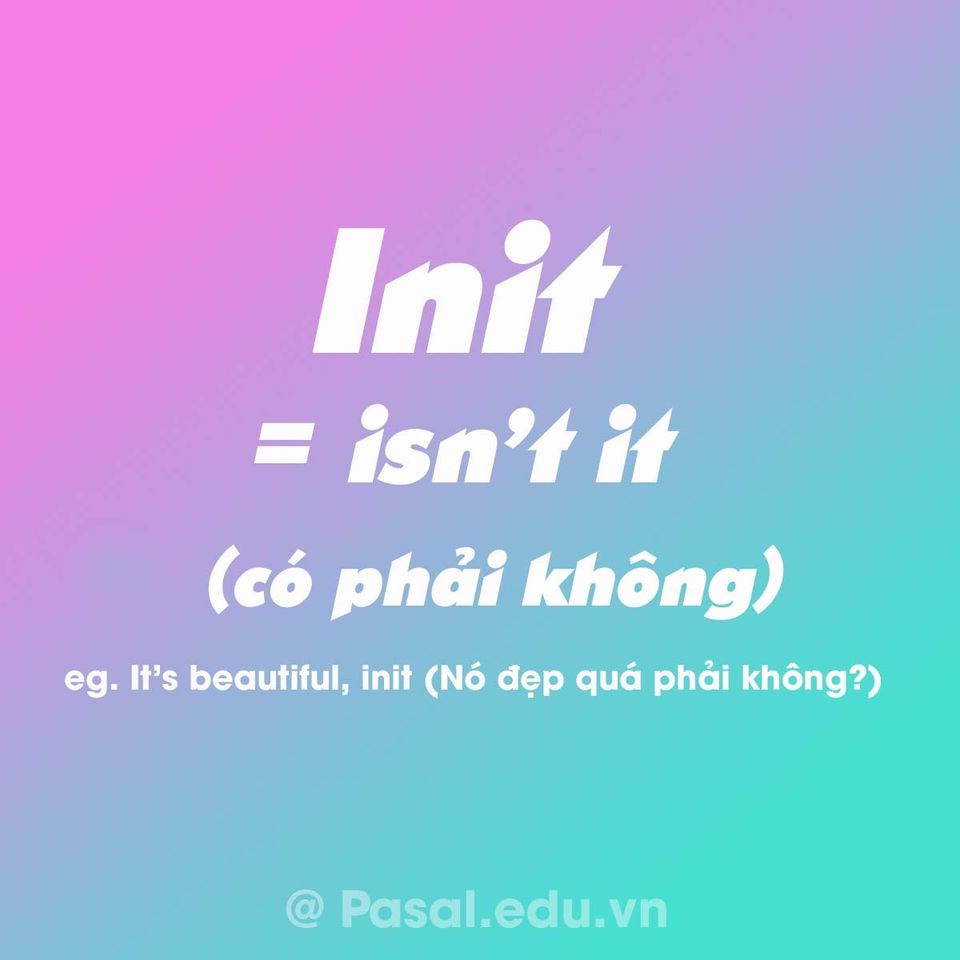 Init
= isn’t it
(có phải không)
eg. It’s beautiful, init (Nó đẹp quá phải không?)
@ Pasal.edu.vn